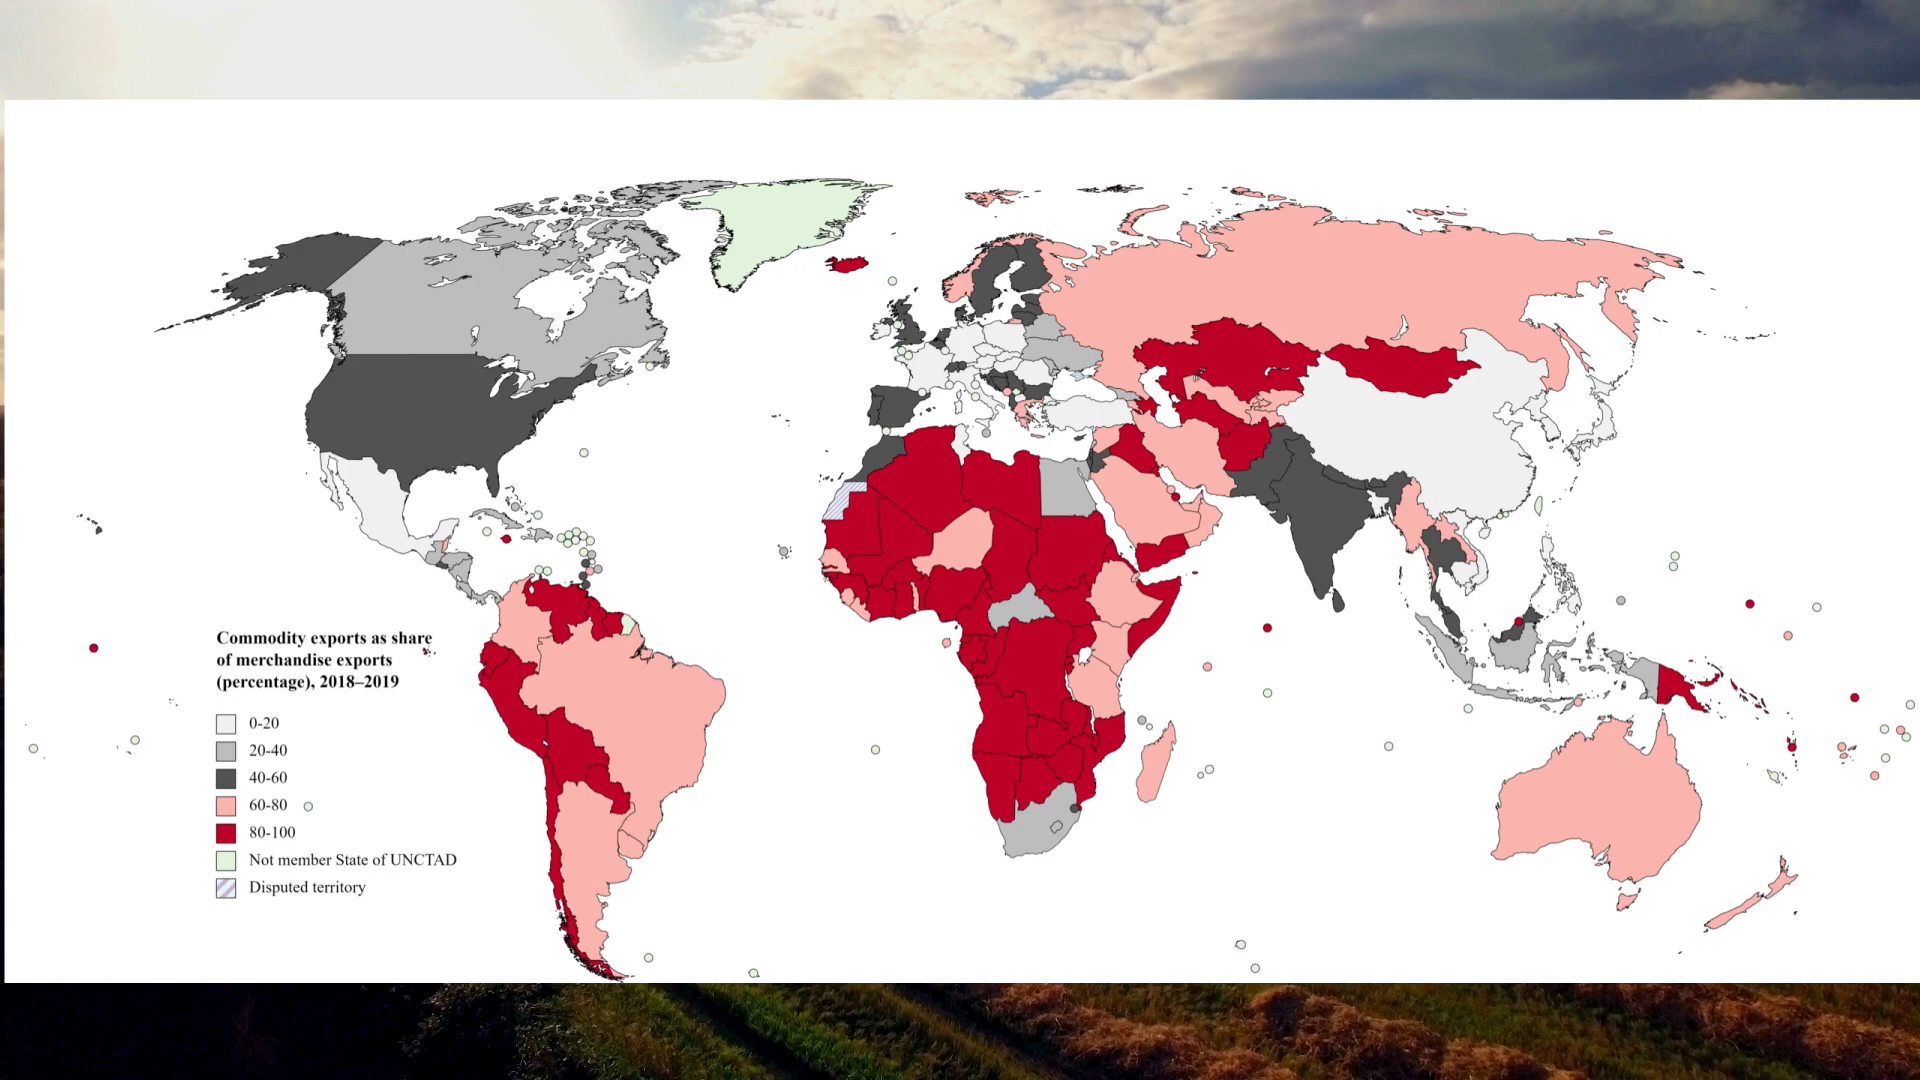 Commodity exports as share
of merchandise exports
(percentage), 2018–2019
0-20
20-40
40-60
60-80
80-100
Not member State of UNCTAD
Disputed territory